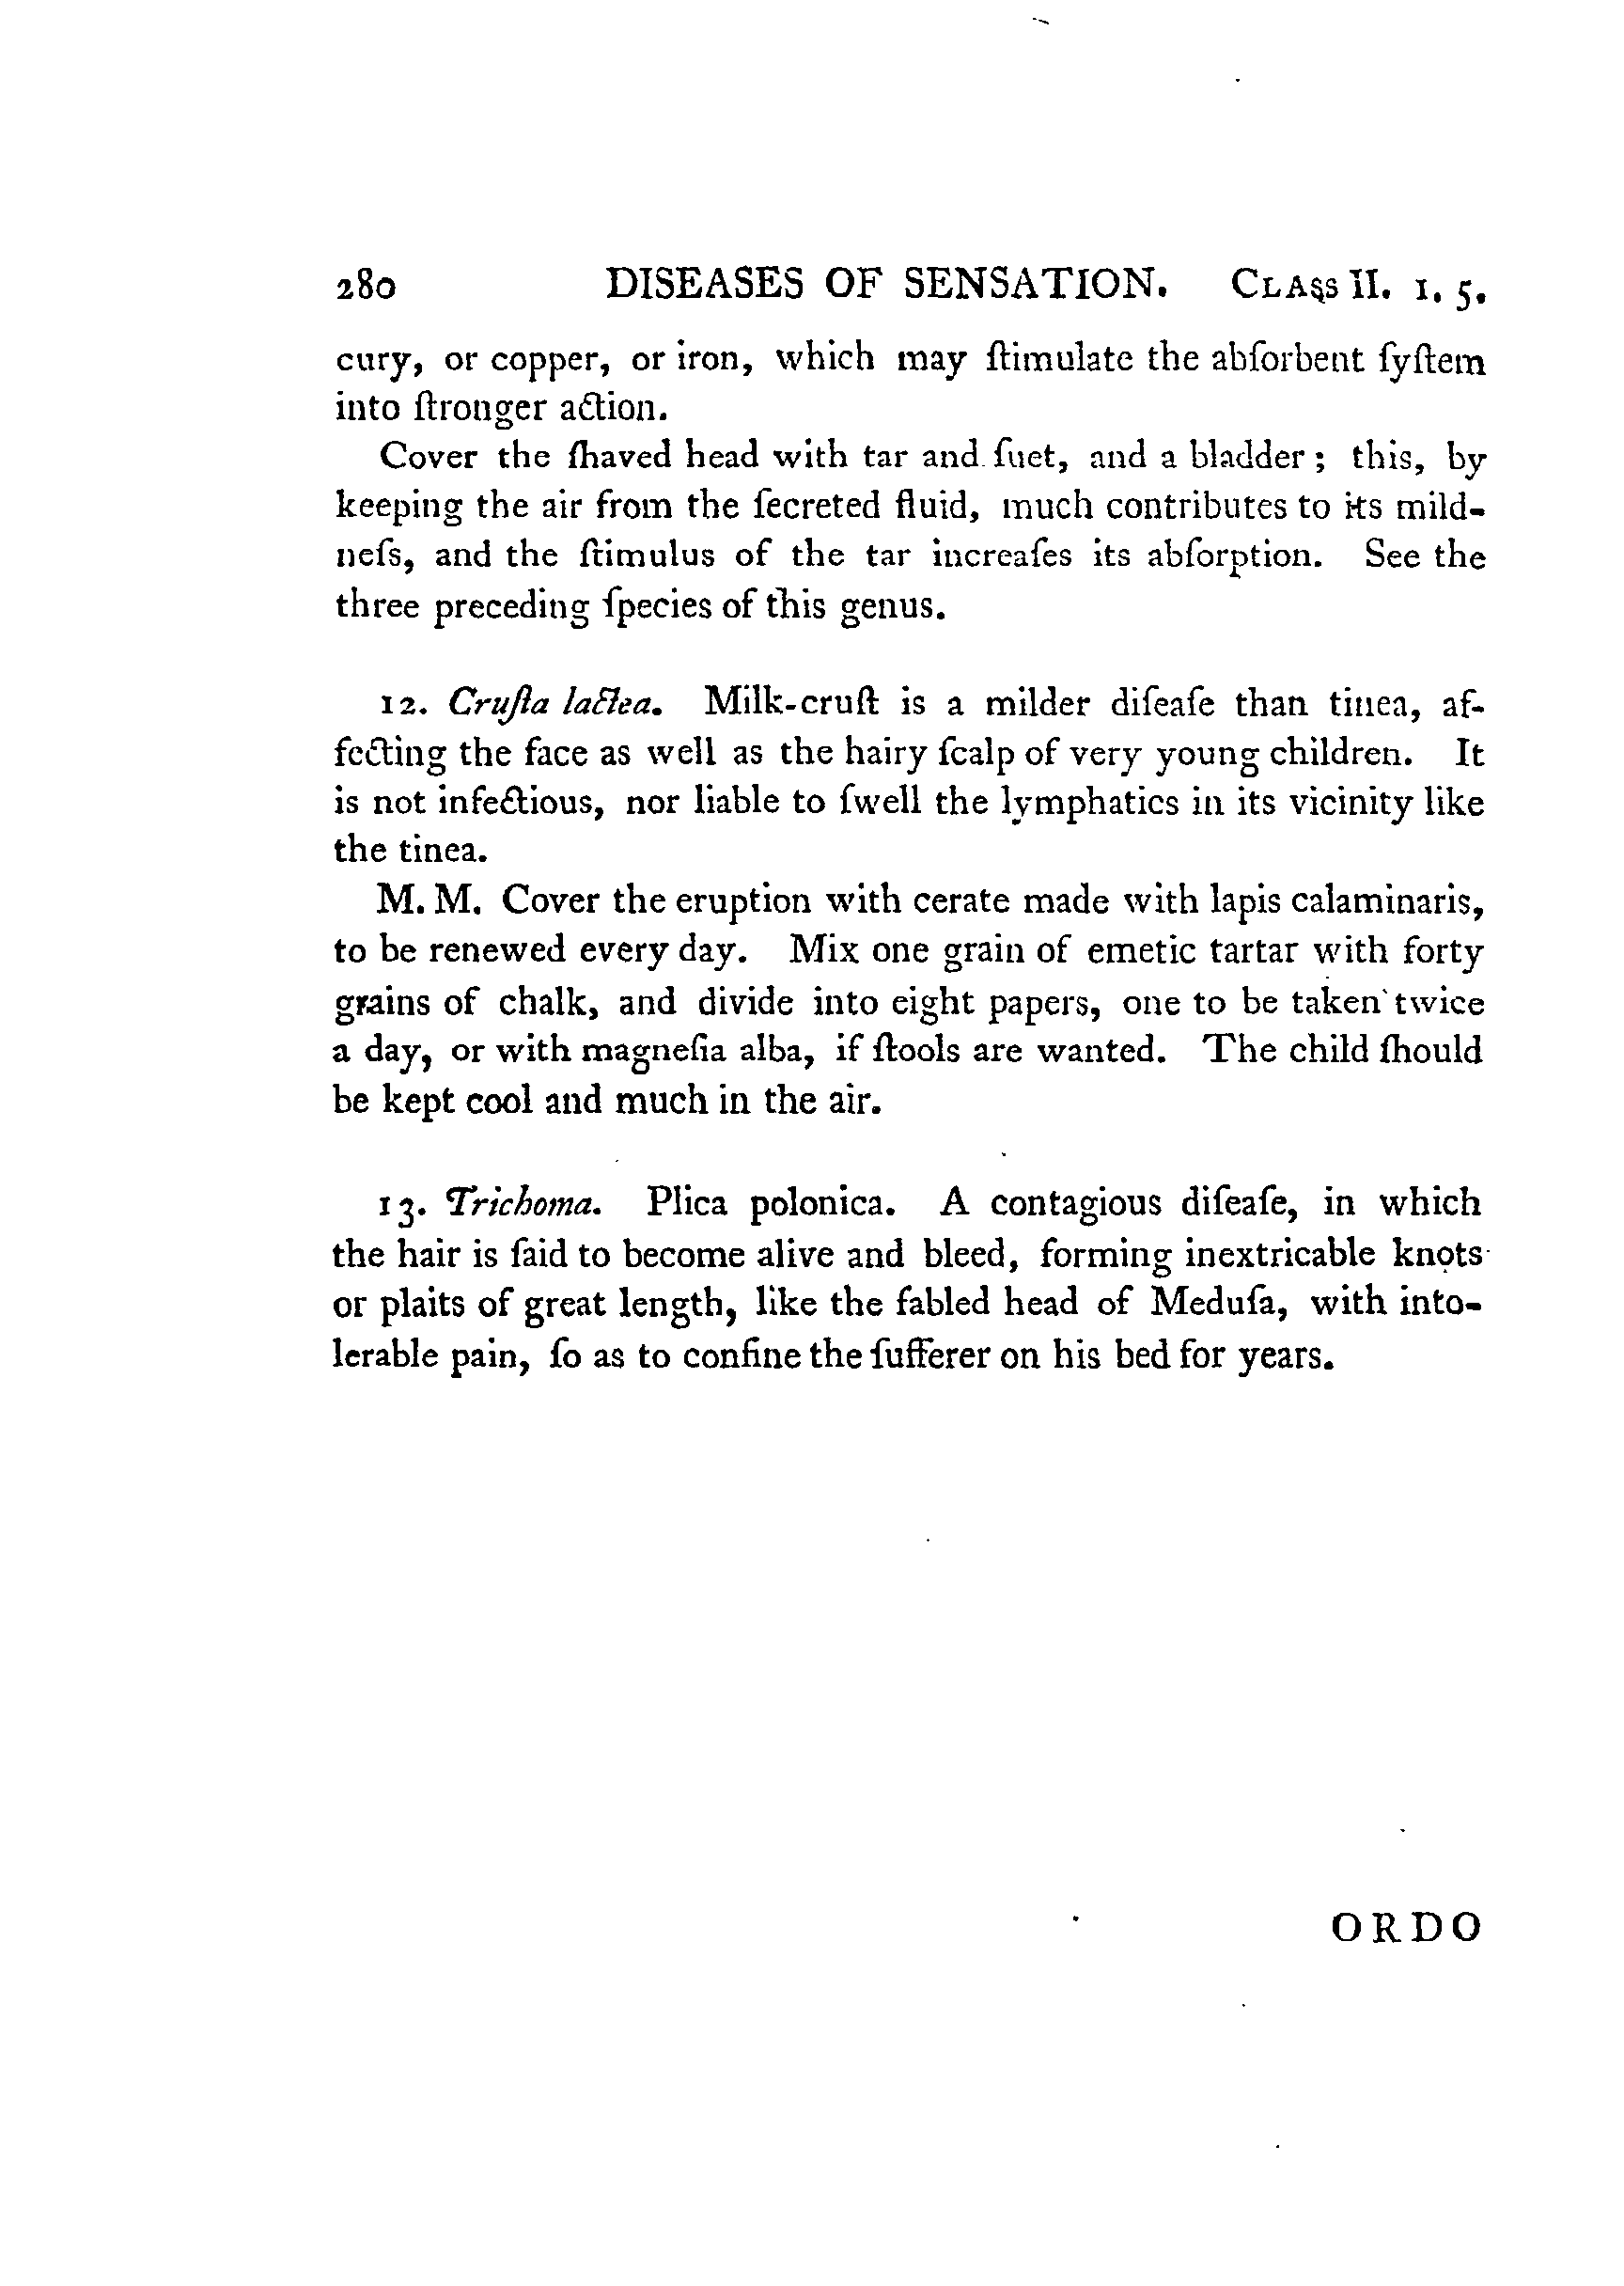 280 DISEASES OF SENSATION. CLASS II. 1. 5.
cury, or copper, or iron, which may ſtimulate the abſorbent ſyſtem
into ſtronger action.
Cover the ſhaved head with tar and ſuet, and a bladder; this, by
keeping the air from the ſecreted fluid, much contributes to its mild-
neſs, and the ſtimulus of the tar increaſes its abſorption. See the
three preceding ſpecies of this genus.
12. Cruſta lactea. Milk-cruſt is a milder diſeaſe than tinea, af-
fecting the face as well as the hairy ſcalp of very young children. It
is not infectious, nor liable to ſwell the lymphatics in its vicinity like
the tinea.
M. M. Cover the eruption with cerate made with lapis calaminaris,
to be renewed every day. Mix one grain of emetic tartar with forty
grains of chalk, and divide into eight papers, one to be taken twice
a day, or with magneſia alba, if ſtools are wanted. The child ſhould
be kept cool and much in the air.
13. Trichoma. Plica polonica. A contagious diſeaſe, in which
the hair is ſaid to become alive and bleed, forming inextricable knots
or plaits of great length, like the fabled head of Meduſa, with into-
lerable pain, ſo as to confine the ſufferer on his bed for years.
ORDO